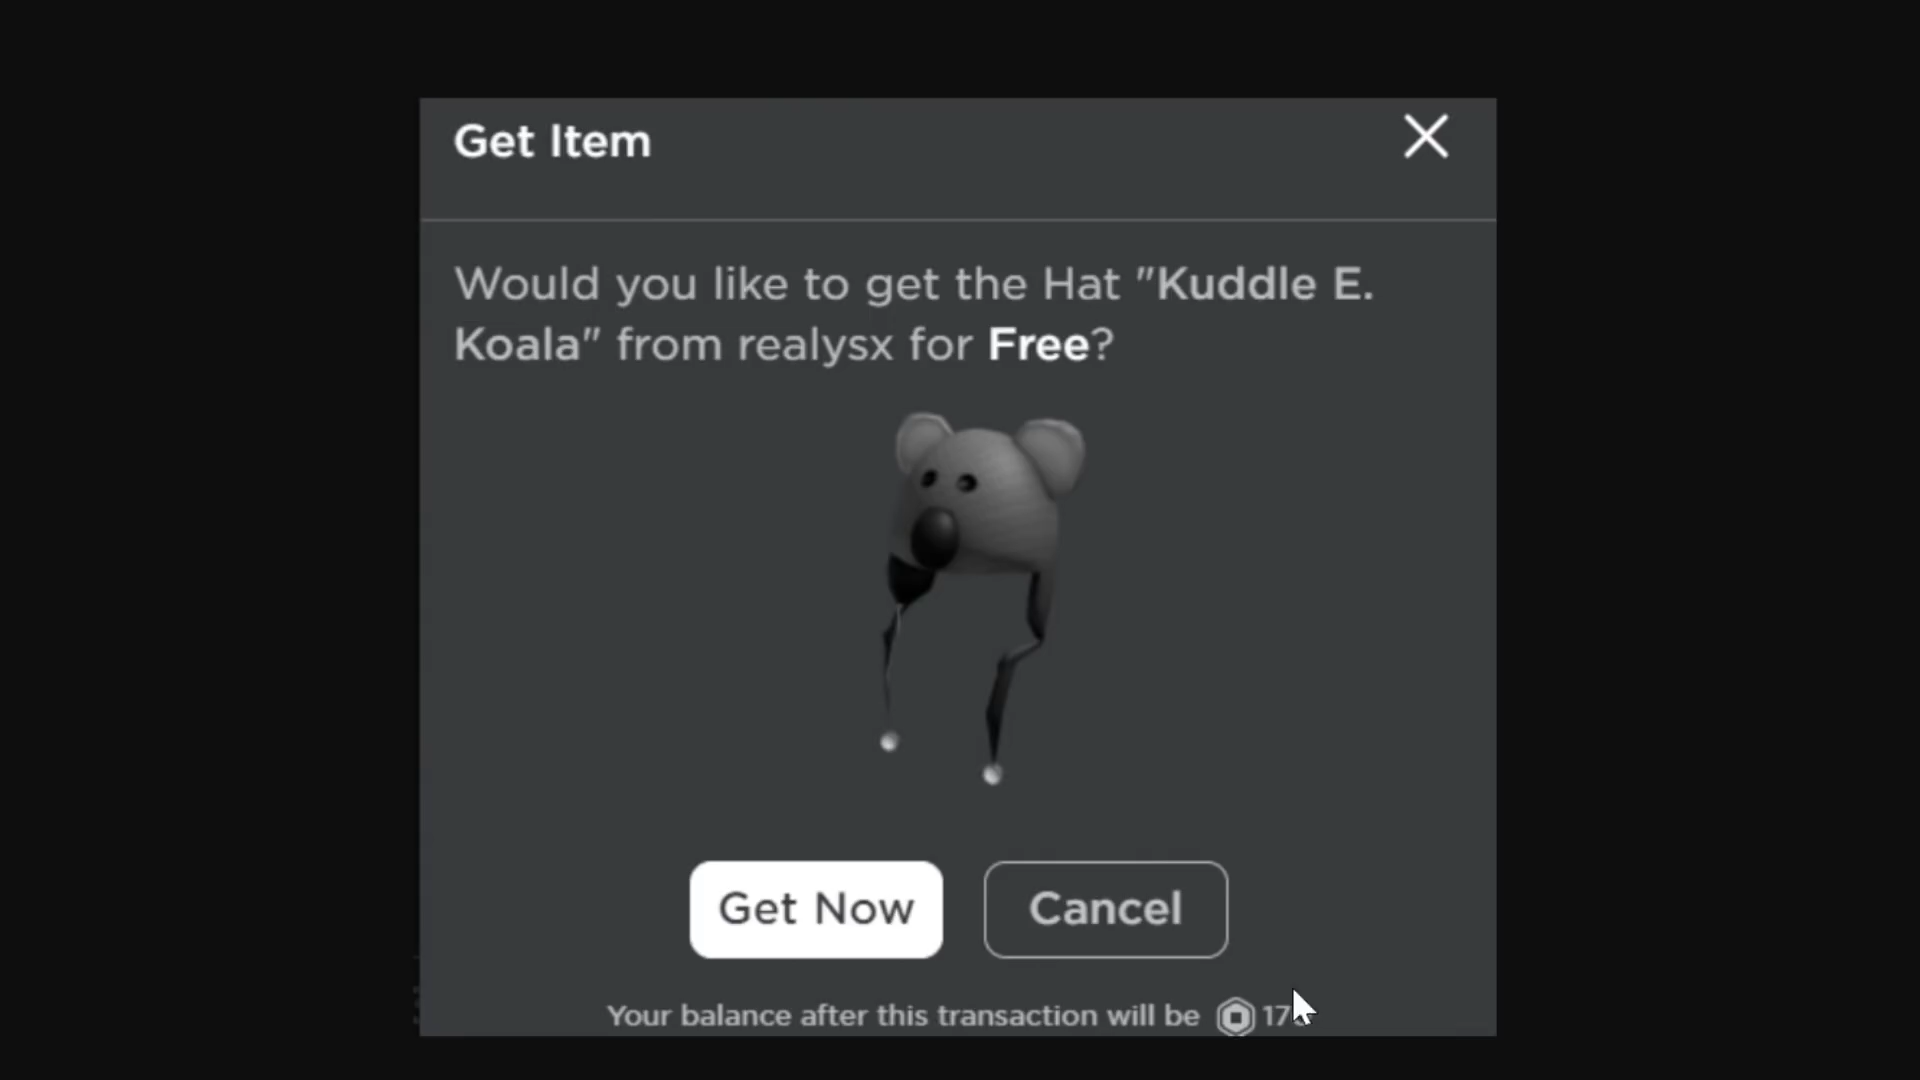 Get Item
Would you like to get the Hat "Kuddle E.
Koala" from realysx for Free?
Get Now
Cancel
Your balance after this transaction will be